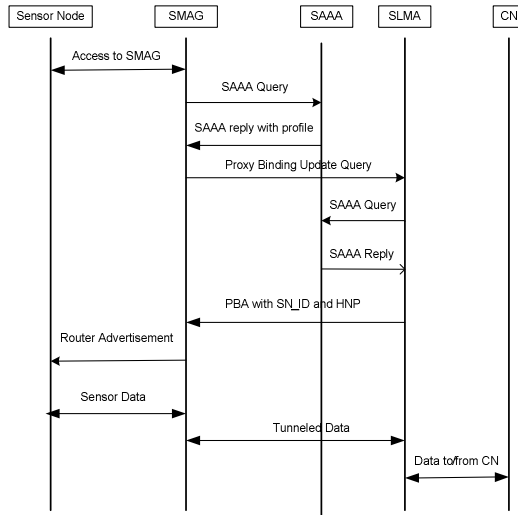 Sensor Node SMAG SAAA SLMA CN
Access to SMAG
SAAA Query
SAAA reply with profile
Proxy Binding Update Query
SAAA Query
SAAA Reply
PBA with SN_ID and HNP
Router Advertisement
Sensor Data
Tunneled Data
Data to/from CN